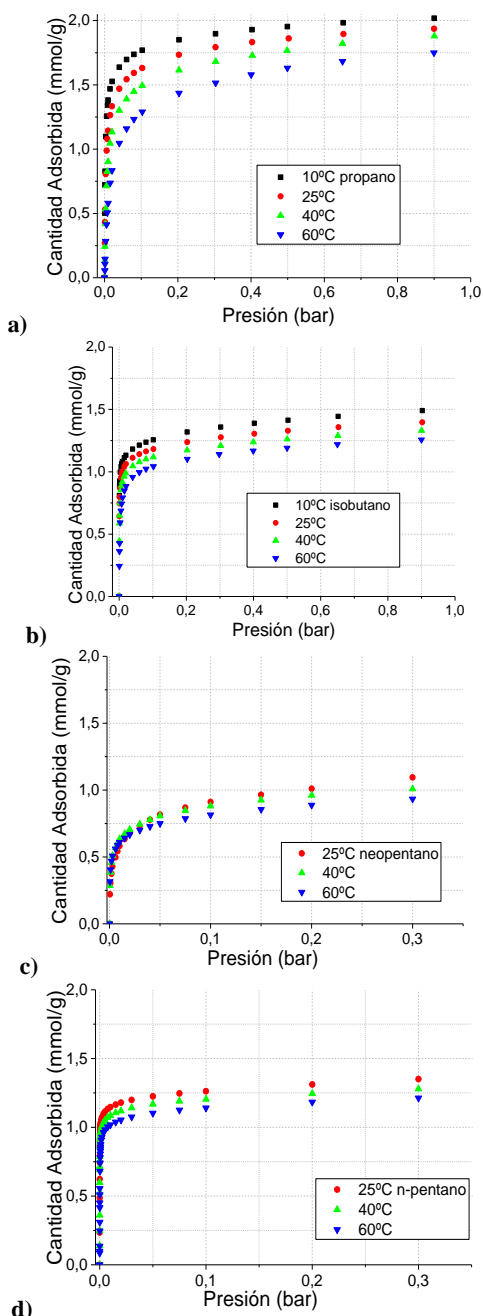 Cantidad Adsorbida (mmol/g)
2,0
1,5
1,0
0,5
0,0
10ºC propano
25ºC
40ºC
60ºC
0,0 0,2 0,4 0,6 0,8 1,0
Presión (bar)
a)
Cantidad Adsorbida (mmol/g)
2,0
1,5
1,0
0,5
0,0
10ºC isobutano
25ºC
40ºC
60ºC
0,0 0,2 0,4 0,6 0,8 1,0
Presión (bar)
b)
Cantidad Adsorbida (mmol/g)
2,0
1,5
1,0
0,5
0,0
25ºC neopentano
40ºC
60ºC
0,0 0,1 0,2 0,3
Presión (bar)
c)
Cantidad Adsorbida (mmol/g)
2,0
1,5
1,0
0,5
0,0
25ºC n-pentano
40ºC
60ºC
0,0 0,1 0,2 0,3
Presión (bar)
d)